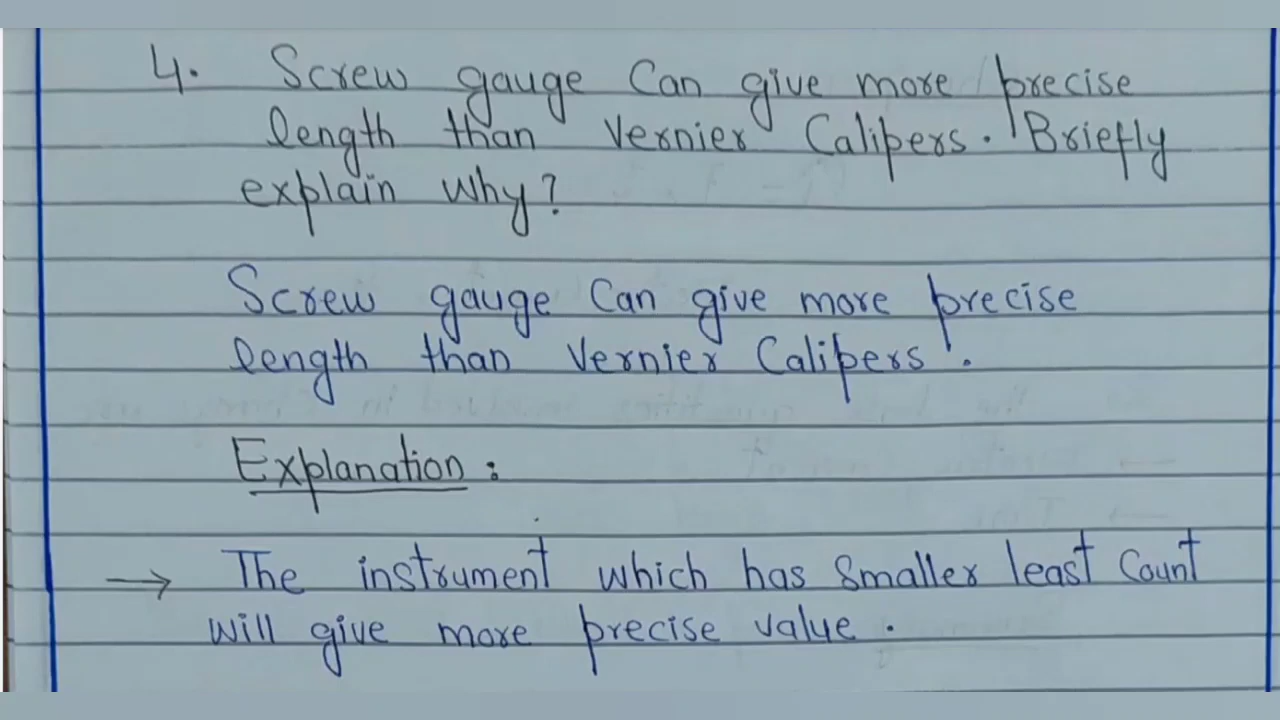 4. Screw gauge Can give more precise
length than Vernier Calipers. Briefly
explain why?
Screw gauge Can give more precise
length than Vernier Calipers.
Explanation:
→ The instrument which has smaller least Count
will give more precise value.